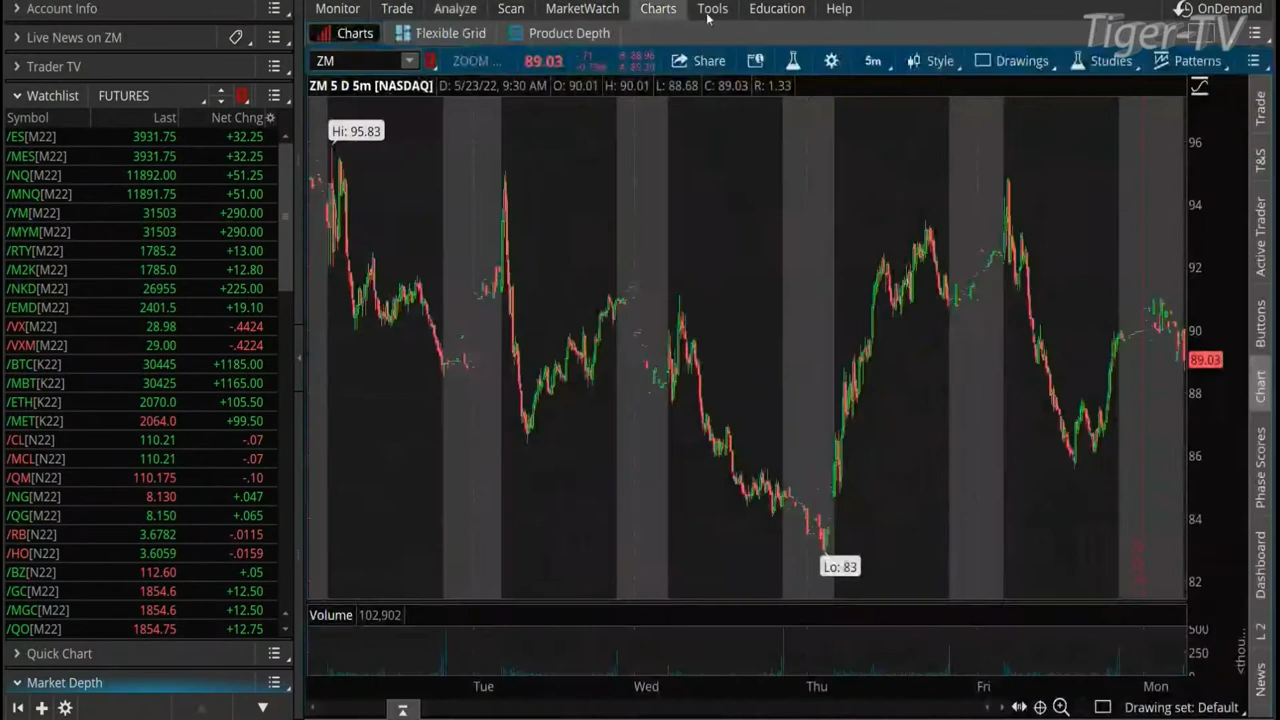 Account Info
Monitor Trade Analyze Scan MarketWatch Charts Tools Education Help OnDemand
Tiger-TV
Live News on ZM
Charts Flexible Grid Product Depth
Trader TV
ZM ZOOM ... 89.03 -.71 Share 5m Style Drawings Studies Patterns
Watchlist FUTURES
ZM 5 D 5m [NASDAQ] D: 5/23/22, 9:30 AM O: 90.01 H: 90.01 L: 88.68 C: 89.03 R: 1.33
Symbol Last Net Chng
/ES[M22] 3931.75 +32.25
/MES[M22] 3931.75 +32.25
/NQ[M22] 11892.00 +51.25
/MNQ[M22] 11891.75 +51.00
/YM[M22] 31503 +290.00
/MYM[M22] 31503 +290.00
/RTY[M22] 1785.2 +13.00
/M2K[M22] 1785.0 +12.80
/NKD[M22] 26955 +225.00
/EMD[M22] 2401.5 +19.10
/VX[M22] 28.98 -.4424
/VXM[M22] 29.00 -.4224
/BTC[K22] 30445 +1185.00
/MBT[K22] 30425 +1165.00
/ETH[K22] 2070.0 +105.50
/MET[K22] 2064.0 +99.50
/CL[N22] 110.21 -.07
/MCL[N22] 110.21 -.07
/QM[N22] 110.175 -.10
/NG[M22] 8.130 +.047
/QG[M22] 8.150 +.065
/RB[N22] 3.6782 -.0115
/HO[N22] 3.6059 -.0159
/BZ[N22] 112.60 +.05
/GC[M22] 1854.6 +12.50
/MGC[M22] 1854.6 +12.50
/QO[M22] 1854.75 +12.75
Quick Chart
Market Depth
Hi: 95.83
Lo: 83
96
94
92
90
89.03
88
86
84
82
Volume 102,902
500
250
<thou...
Tue Wed Thu Fri Mon
Drawing set: Default
Trade
T&S
Active Trader
Buttons
Chart
Phase Scores
Dashboard
L 2
News